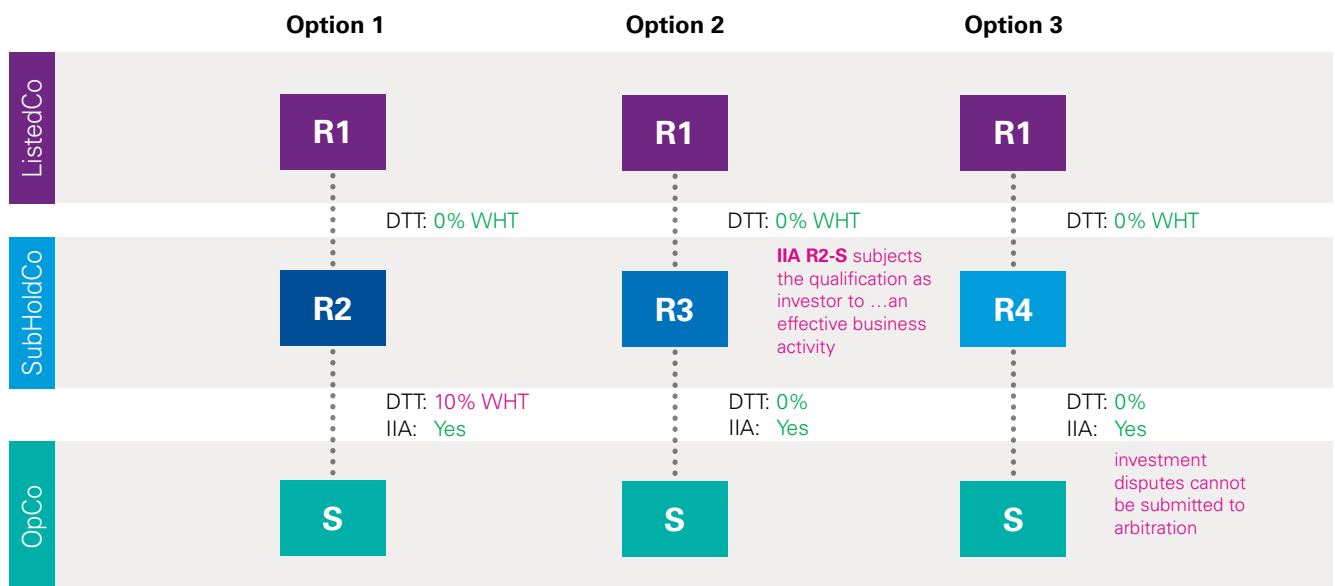 Option 1
Option 2
Option 3
ListedCo
R1
R1
R1
DTT: 0% WHT
DTT: 0% WHT
DTT: 0% WHT
SubHoldCo
R2
R3
IIA R2-S subjects
the qualification as
investor to …an
effective business
activity
R4
DTT: 10% WHT
IIA: Yes
DTT: 0%
IIA: Yes
DTT: 0%
IIA: Yes
OpCo
S
S
S
investment
disputes cannot
be submitted to
arbitration